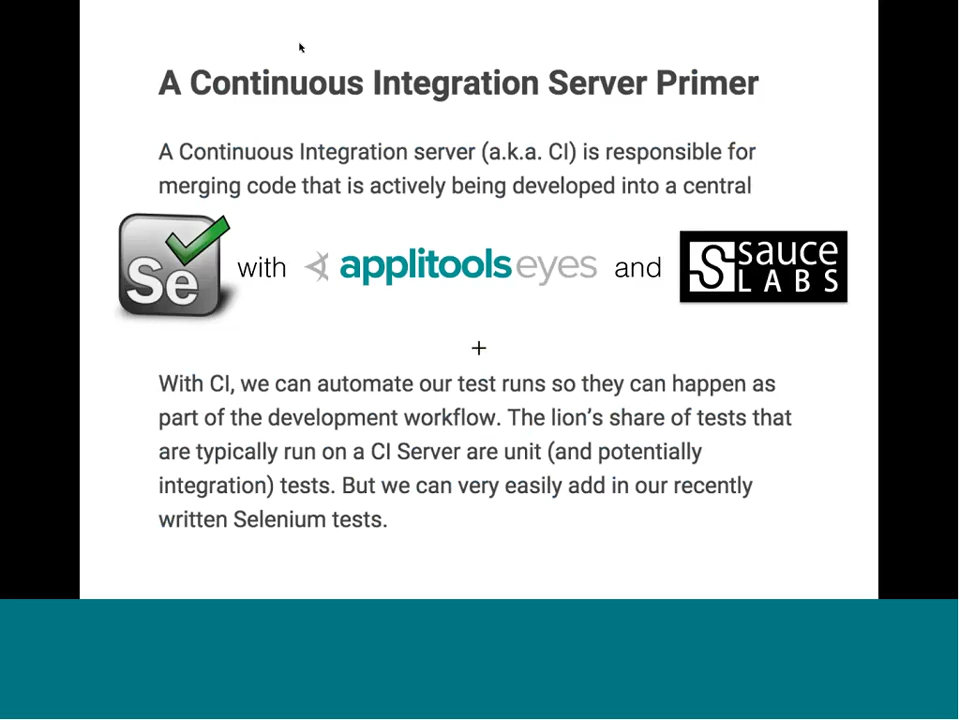 A Continuous Integration Server Primer
A Continuous Integration server (a.k.a. CI) is responsible for
merging code that is actively being developed into a central
Se with applitools eyes and S sauce LABS
+
With CI, we can automate our test runs so they can happen as
part of the development workflow. The lion’s share of tests that
are typically run on a CI Server are unit (and potentially
integration) tests. But we can very easily add in our recently
written Selenium tests.